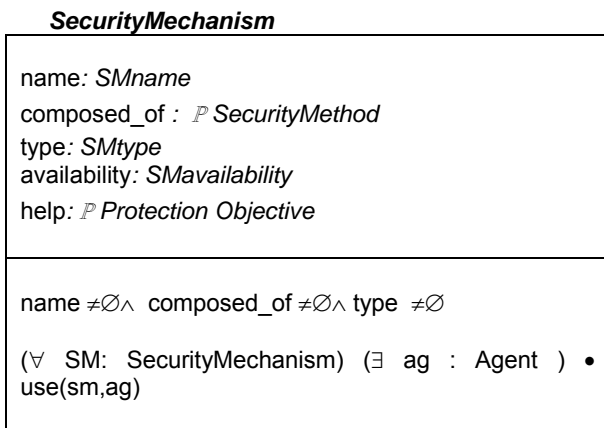 SecurityMechanism
name: SMname
composed_of : ℙ SecurityMethod
type: SMtype
availability: SMavailability
help: ℙ Protection Objective
name ≠∅∧ composed_of ≠∅∧ type ≠∅
(∀ SM: SecurityMechanism) (∃ ag : Agent ) •
use(sm,ag)